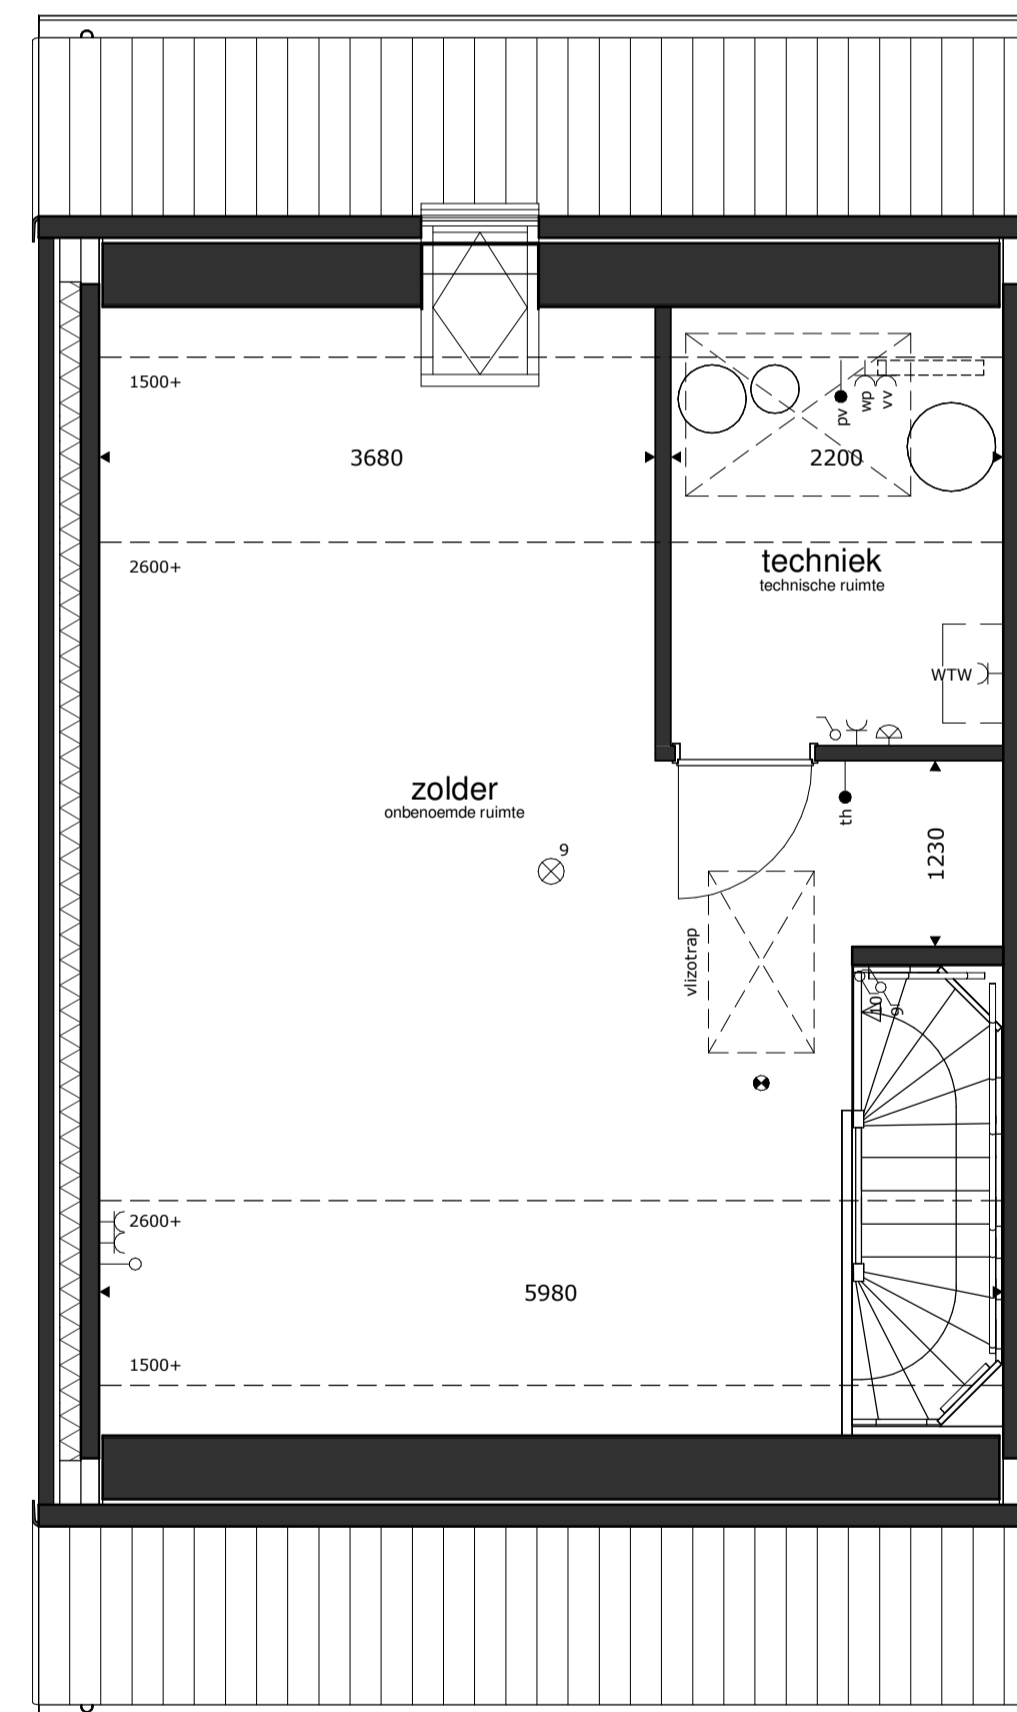 1500+
pv
wp
vv
3680
2200
2600+
techniek
technische ruimte
WTW
zolder
onbenoemde ruimte
th
9
1230
vlizotrap
10
9
2600+
5980
1500+